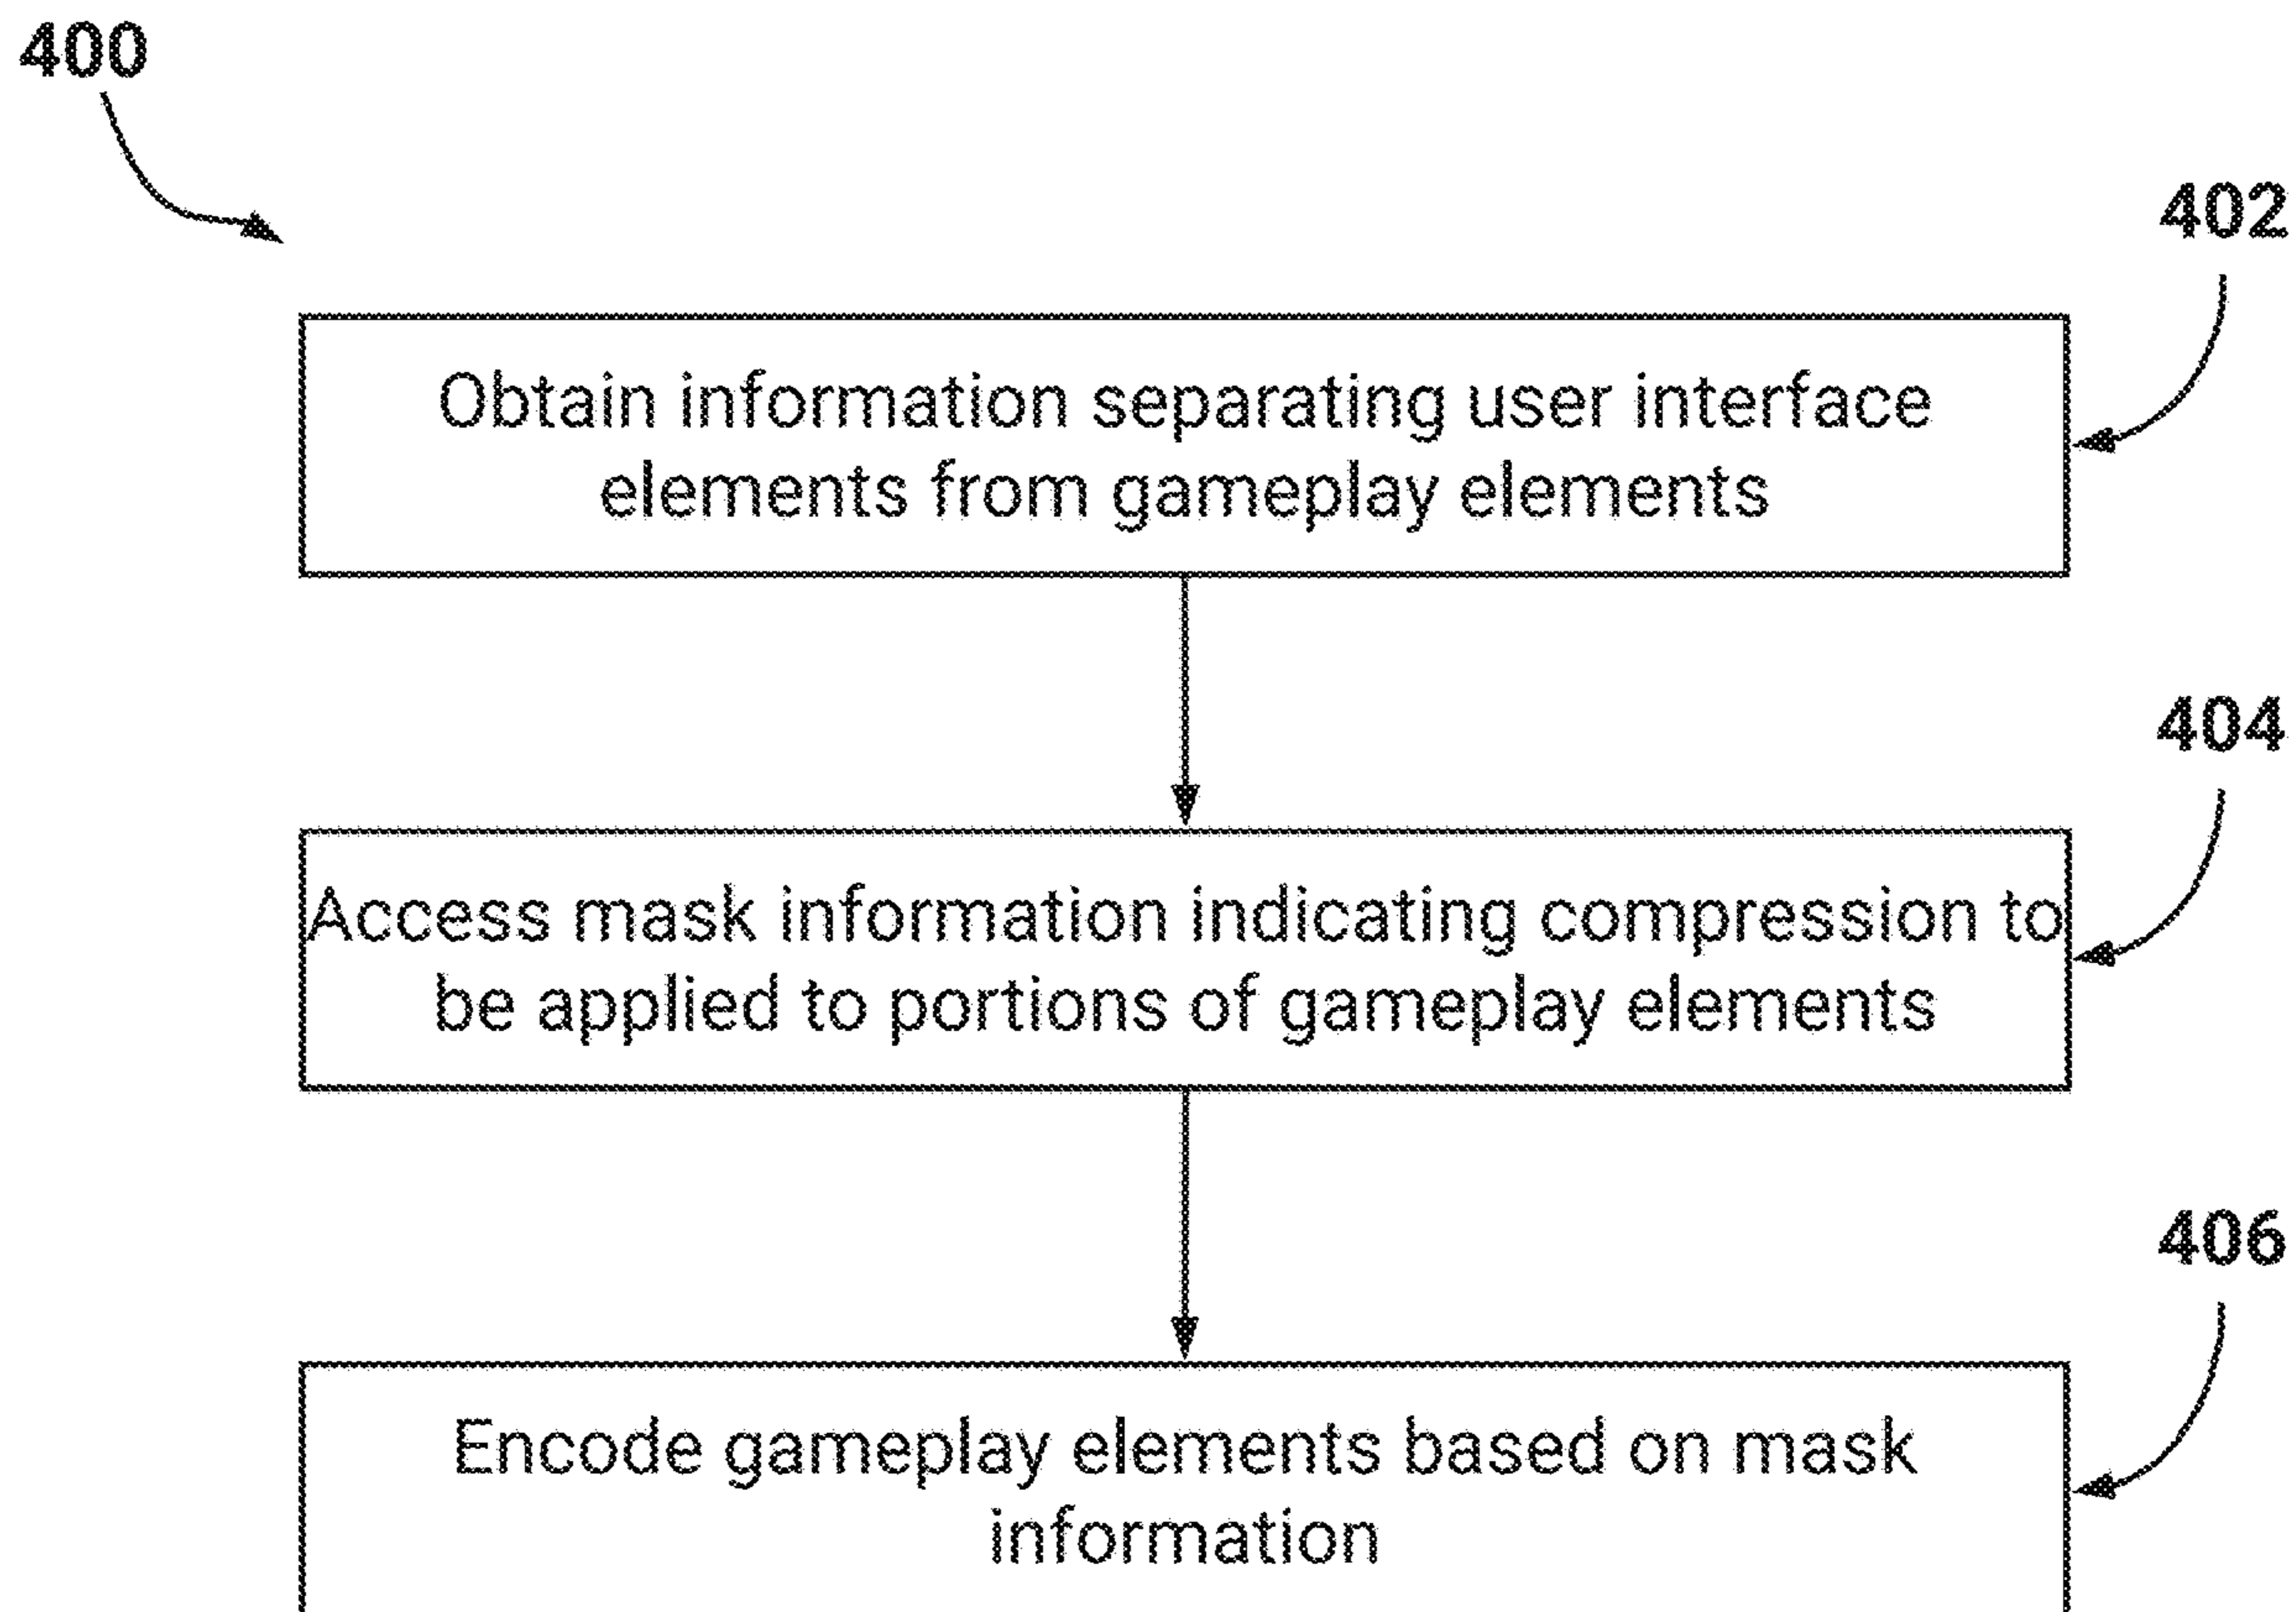 400
402
Obtain information separating user interface
elements from gameplay elements
404
Access mask information indicating compression to
be applied to portions of gameplay elements
406
Encode gameplay elements based on mask
information